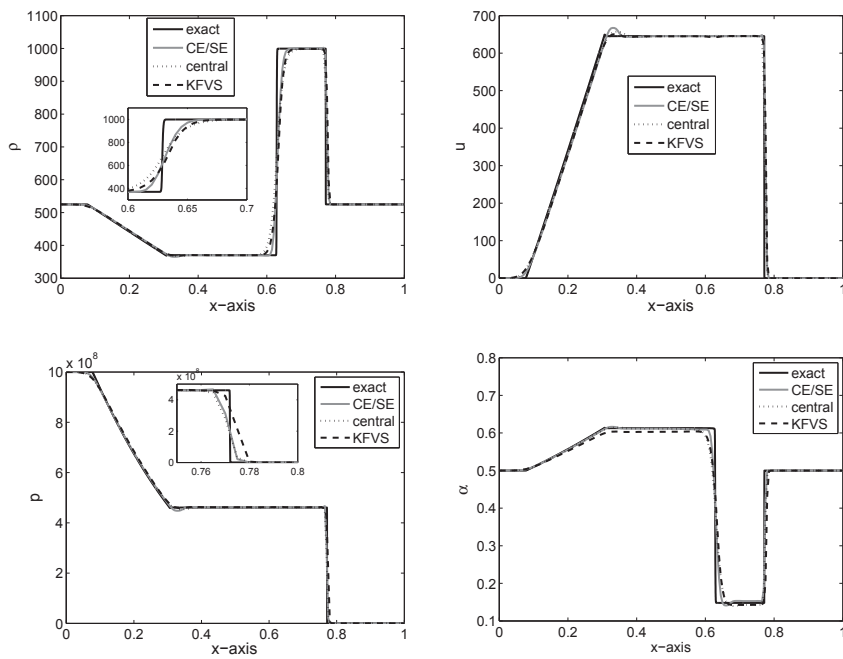 1100
1000
900
800
700
600
500
400
300
ρ
0 0.2 0.4 0.6 0.8 1
x−axis
exact
CE/SE
central
KFVS
1000
800
600
400
0.6 0.65 0.7
700
600
500
400
300
200
100
0
u
0 0.2 0.4 0.6 0.8 1
x−axis
exact
CE/SE
central
KFVS
x 10^8
10
8
6
4
2
0
p
0 0.2 0.4 0.6 0.8 1
x−axis
exact
CE/SE
central
KFVS
x 10^8
4
2
0
0.76 0.78 0.8
0.8
0.7
0.6
0.5
0.4
0.3
0.2
0.1
α
0 0.2 0.4 0.6 0.8 1
x−axis
exact
CE/SE
central
KFVS